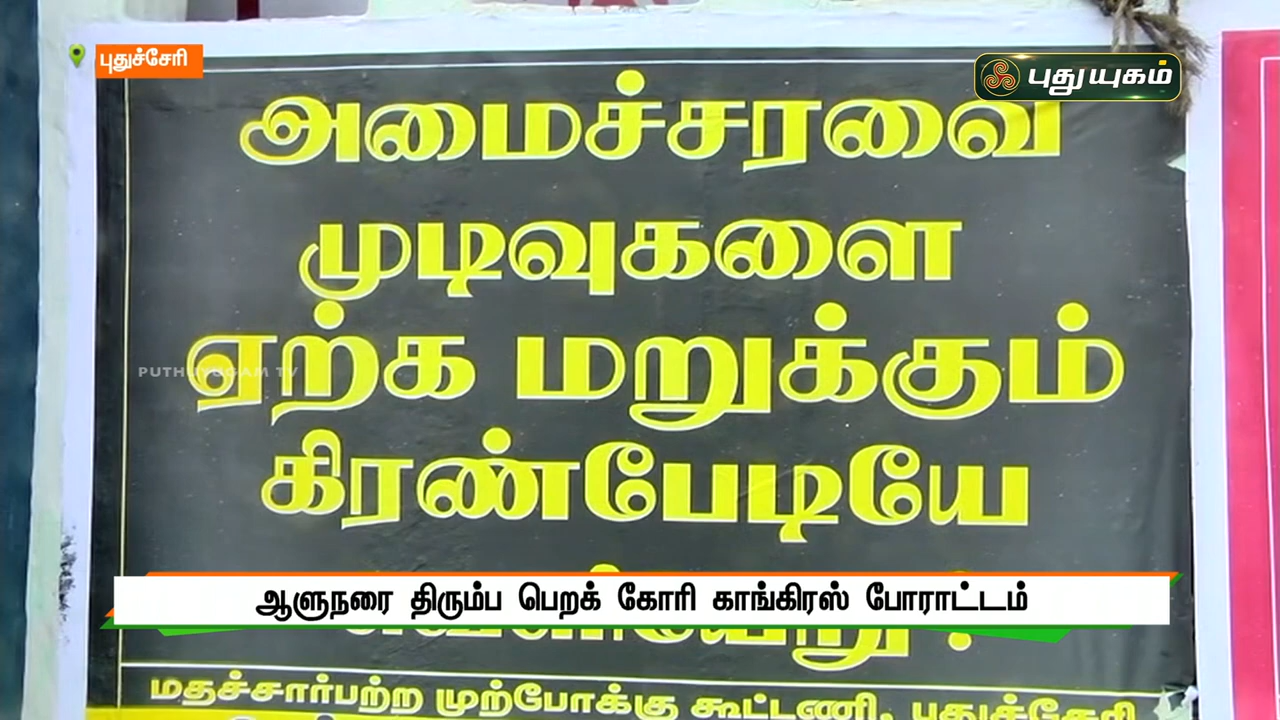 புதுச்சேரி
புதுயுகம்
அமைச்சரவை
முடிவுகளை
PUTHUYUGAM TV
ஏற்க மறுக்கும்
கிரண்பேடியே
ஆளுநரை திரும்ப பெறக் கோரி காங்கிரஸ் போராட்டம்
மதச்சார்பற்ற முற்போக்கு கூட்டணி, புதுச்சேரி